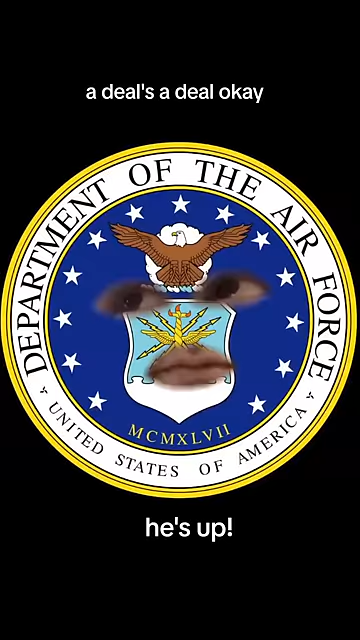 a deal's a deal okay
DEPARTMENT OF THE AIR FORCE
MCMXLVII
UNITED STATES OF AMERICA
he's up!